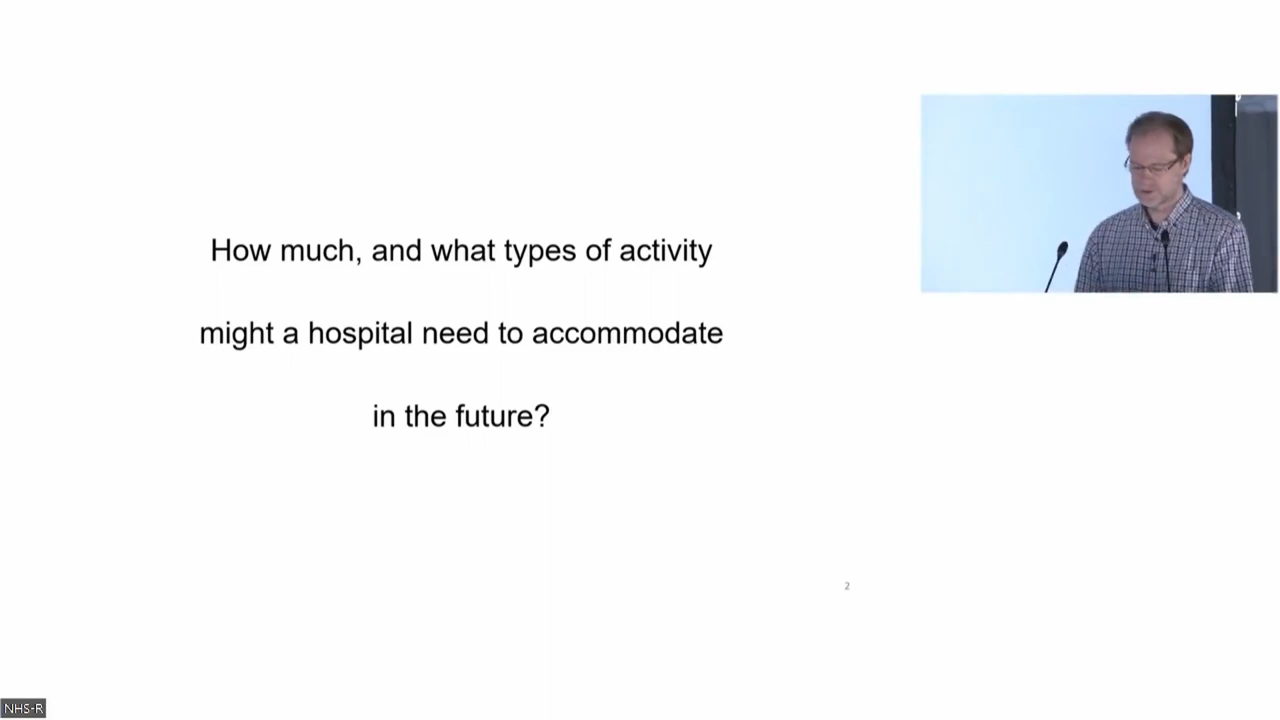 How much, and what types of activity
might a hospital need to accommodate
in the future?
2
NHS-R